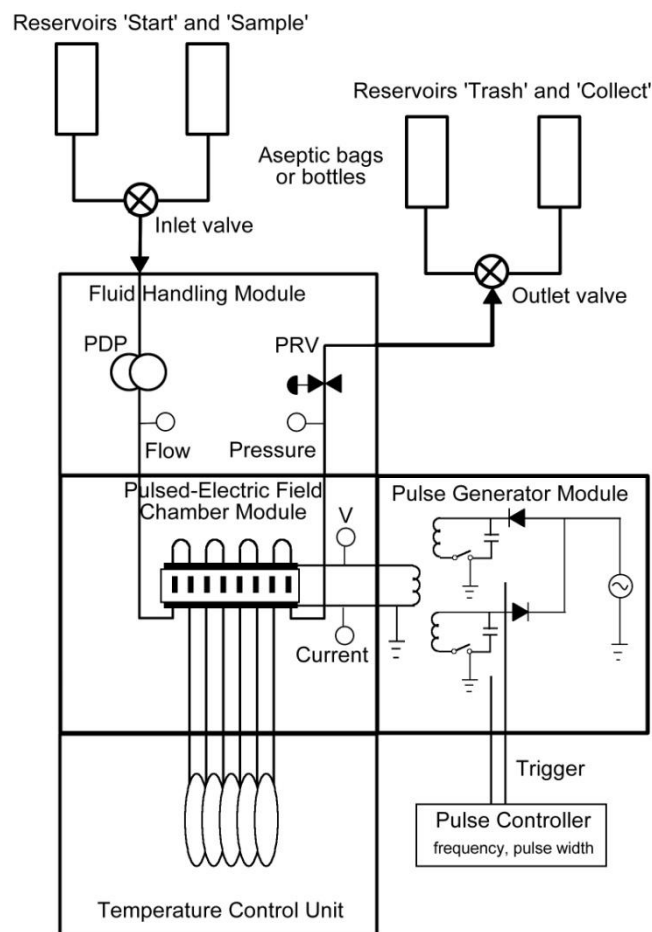 Reservoirs 'Start' and 'Sample'
Reservoirs 'Trash' and 'Collect'
Aseptic bags
or bottles
Inlet valve
Outlet valve
Fluid Handling Module
PDP
PRV
Flow
Pressure
Pulsed-Electric Field
Chamber Module
Pulse Generator Module
V
Current
Trigger
Pulse Controller
frequency, pulse width
Temperature Control Unit